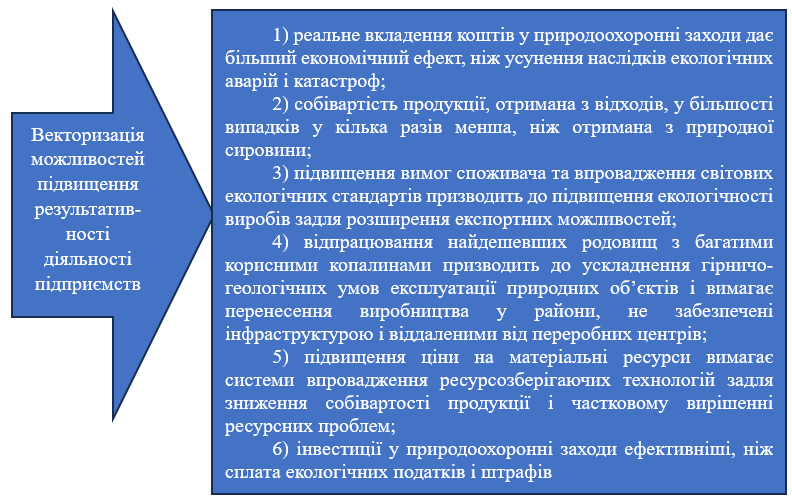 Векторизація
можливостей
підвищення
результатив-
ності
діяльності
підприємств
1) реальне вкладення коштів у природоохоронні заходи дає
більший економічний ефект, ніж усунення наслідків екологічних
аварій і катастроф;
2) собівартість продукції, отримана з відходів, у більшості
випадків у кілька разів менша, ніж отримана з природної
сировини;
3) підвищення вимог споживача та впровадження світових
екологічних стандартів призводить до підвищення екологічності
виробів задля розширення експортних можливостей;
4) відпрацювання найдешевших родовищ з багатими
корисними копалинами призводить до ускладнення гірничо-
геологічних умов експлуатації природних об’єктів і вимагає
перенесення виробництва у райони, не забезпечені
інфраструктурою і віддаленими від переробних центрів;
5) підвищення ціни на матеріальні ресурси вимагає
системи впровадження ресурсозберігаючих технологій задля
зниження собівартості продукції і частковому вирішенні
ресурсних проблем;
6) інвестиції у природоохоронні заходи ефективніші, ніж
сплата екологічних податків і штрафів